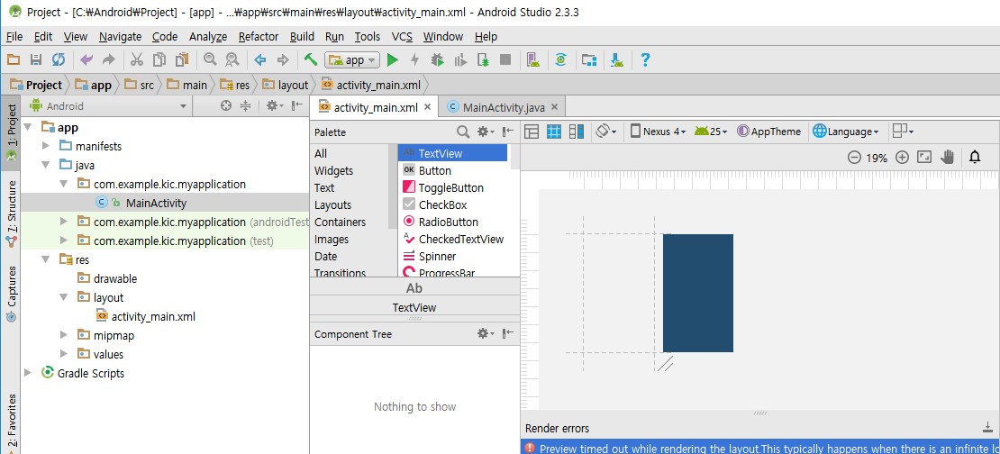 Project - [C:₩Android₩Project] - [app] - ...₩app₩src₩main₩res₩layout₩activity_main.xml - Android Studio 2.3.3
File Edit View Navigate Code Analyze Refactor Build Run Tools VCS Window Help
app
Project app src main res layout activity_main.xml
1: Project
7: Structure
Captures
2: Favorites
Android
app
manifests
java
com.example.kic.myapplication
MainActivity
com.example.kic.myapplication (androidTest
com.example.kic.myapplication (test)
res
drawable
layout
activity_main.xml
mipmap
values
Gradle Scripts
activity_main.xml MainActivity.java
Palette
All
Widgets
Text
Layouts
Containers
Images
Date
Transitions
Ab TextView
OK Button
ToggleButton
CheckBox
RadioButton
CheckedTextView
Spinner
ProgressBar
Ab
TextView
Component Tree
Nothing to show
Nexus 4 25 AppTheme Language
19%
Render errors
Preview timed out while rendering the layout.This typically happens when there is an infinite lo